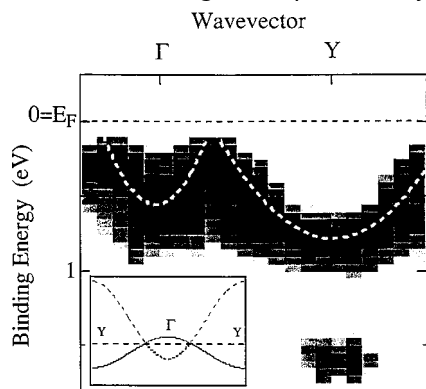 Wavevector
Γ
Y
0=E_F
Binding Energy (eV)
1
Y
Γ
Y